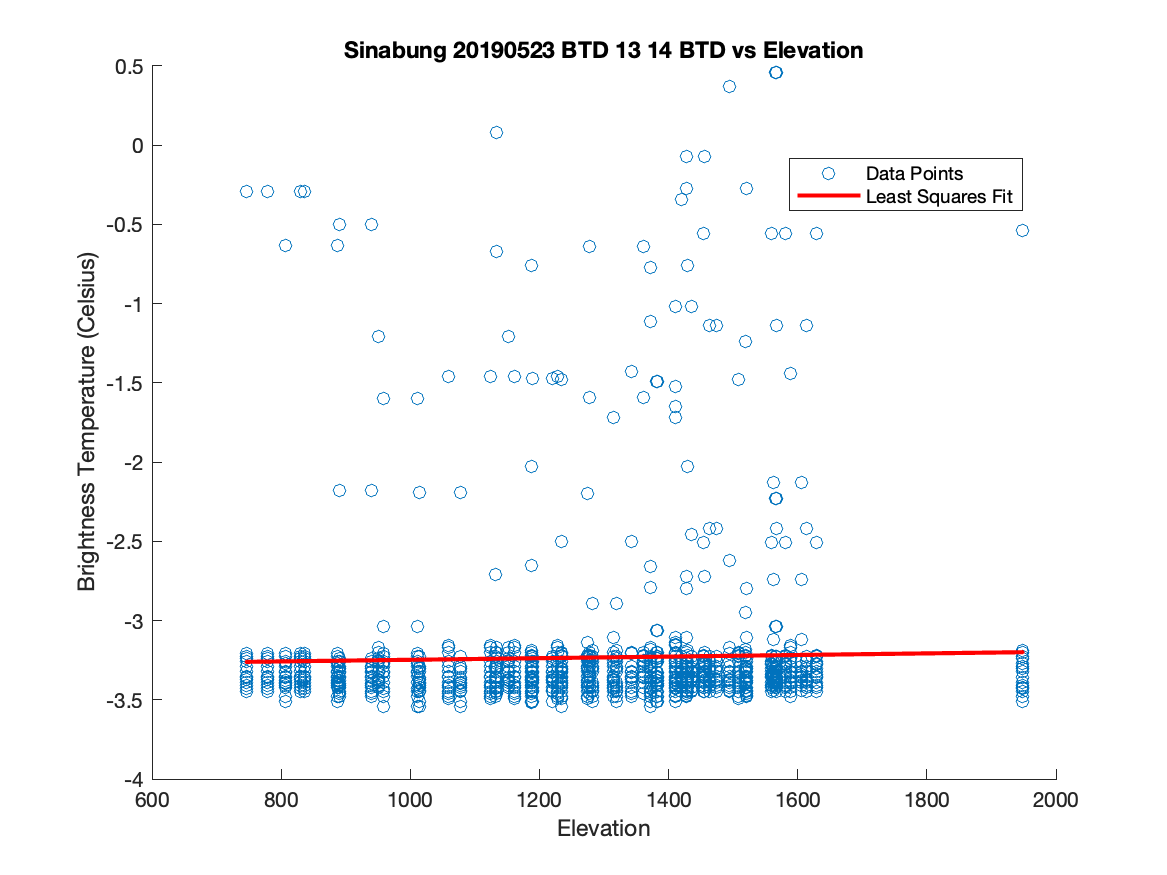 Sinabung 20190523 BTD 13 14 BTD vs Elevation
0.5
0
-0.5
-1
-1.5
-2
-2.5
-3
-3.5
-4
Brightness Temperature (Celsius)
Data Points
Least Squares Fit
600 800 1000 1200 1400 1600 1800 2000
Elevation